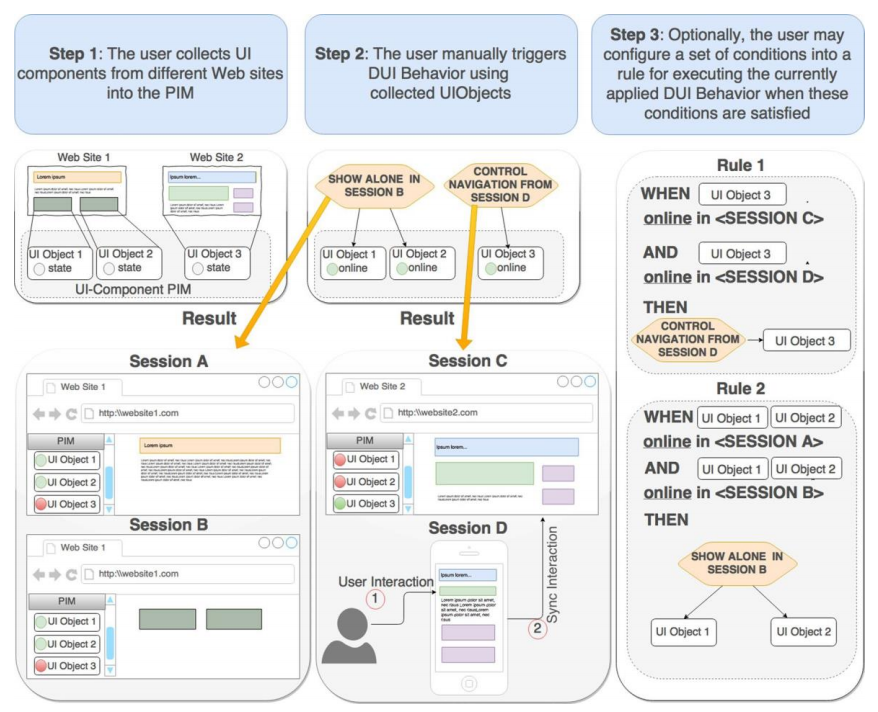 Step 1: The user collects UI
components from different Web sites
into the PIM
Step 2: The user manually triggers
DUI Behavior using
collected UIObjects
Step 3: Optionally, the user may
configure a set of conditions into a
rule for executing the currently
applied DUI Behavior when these
conditions are satisfied
Web Site 1
Web Site 2
Lorem Ipsum
Ipsum lorem...
UI Object 1
state
UI Object 2
state
UI Object 3
state
UI-Component PIM
SHOW ALONE IN
SESSION B
CONTROL
NAVIGATION FROM
SESSION D
UI Object 1
online
UI Object 2
online
UI Object 3
online
Result
Result
Session A
Web Site 1
http:\\website1.com
PIM
UI Object 1
UI Object 2
UI Object 3
Lorem Ipsum
Session B
Web Site 1
http:\\website1.com
PIM
UI Object 1
UI Object 2
UI Object 3
Session C
Web Site 2
http:\\website2.com
PIM
UI Object 1
UI Object 2
UI Object 3
Ipsum lorem...
Session D
User Interaction
1
Ipsum lorem...
Lorem ipsum dolor sit amet,
2
Sync Interaction
Rule 1
WHEN UI Object 3
online in <SESSION C>
AND UI Object 3
online in <SESSION D>
THEN
CONTROL
NAVIGATION FROM
SESSION D
UI Object 3
Rule 2
WHEN UI Object 1 UI Object 2
online in <SESSION A>
AND UI Object 1 UI Object 2
online in <SESSION B>
THEN
SHOW ALONE IN
SESSION B
UI Object 1
UI Object 2